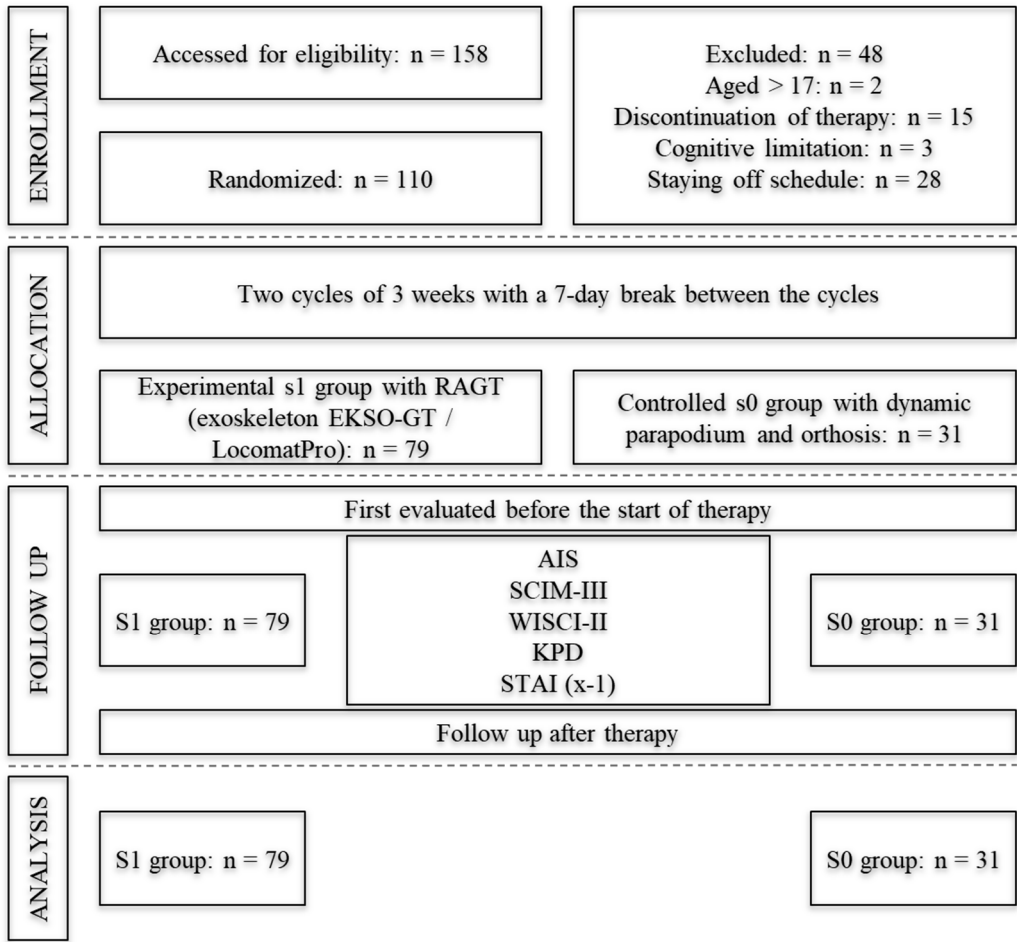 ENROLLMENT
Accessed for eligibility: n = 158
Randomized: n = 110
Excluded: n = 48
Aged > 17: n = 2
Discontinuation of therapy: n = 15
Cognitive limitation: n = 3
Staying off schedule: n = 28
ALLOCATION
Two cycles of 3 weeks with a 7-day break between the cycles
Experimental s1 group with RAGT
(exoskeleton EKSO-GT /
LocomatPro): n = 79
Controlled s0 group with dynamic
parapodium and orthosis: n = 31
FOLLOW UP
First evaluated before the start of therapy
S1 group: n = 79
AIS
SCIM-III
WISCI-II
KPD
STAI (x-1)
S0 group: n = 31
Follow up after therapy
ANALYSIS
S1 group: n = 79
S0 group: n = 31